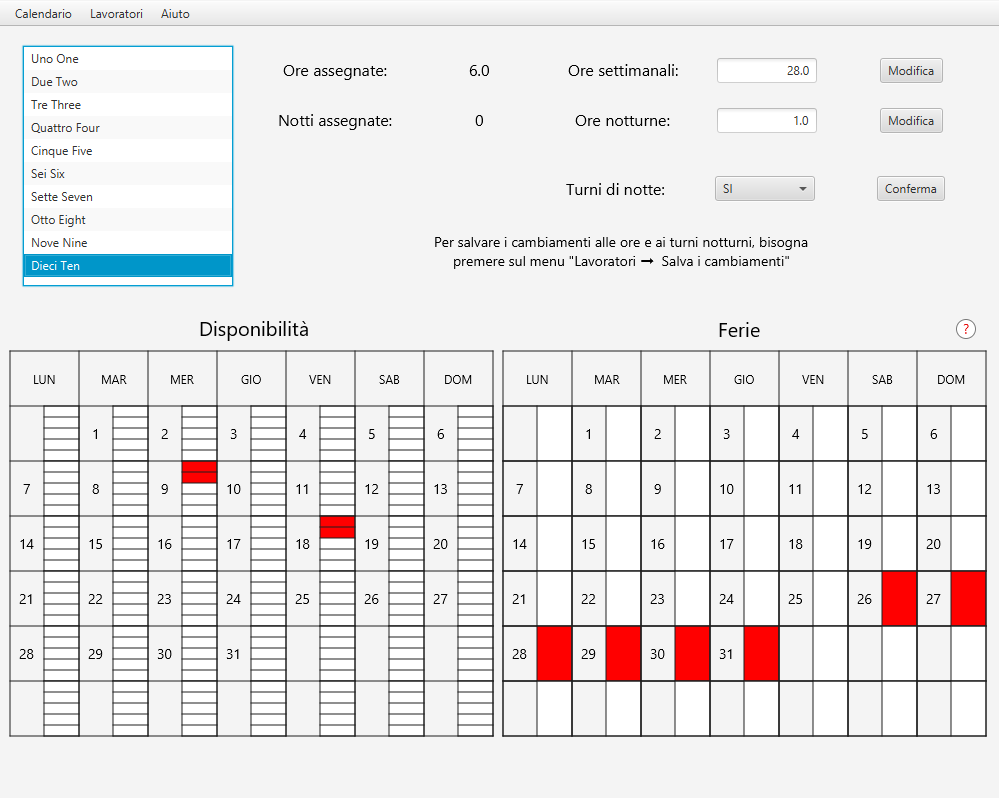 Calendario Lavoratori Aiuto
Uno One
Due Two
Tre Three
Quattro Four
Cinque Five
Sei Six
Sette Seven
Otto Eight
Nove Nine
Dieci Ten
Ore assegnate: 6.0 Ore settimanali: 28.0 Modifica
Notti assegnate: 0 Ore notturne: 1.0 Modifica
Turni di notte: SI Conferma
Per salvare i cambiamenti alle ore e ai turni notturni, bisogna
premere sul menu "Lavoratori → Salva i cambiamenti"
Disponibilità
LUN MAR MER GIO VEN SAB DOM
1 2 3 4 5 6
7 8 9 10 11 12 13
14 15 16 17 18 19 20
21 22 23 24 25 26 27
28 29 30 31
Ferie ?
LUN MAR MER GIO VEN SAB DOM
1 2 3 4 5 6
7 8 9 10 11 12 13
14 15 16 17 18 19 20
21 22 23 24 25 26 27
28 29 30 31